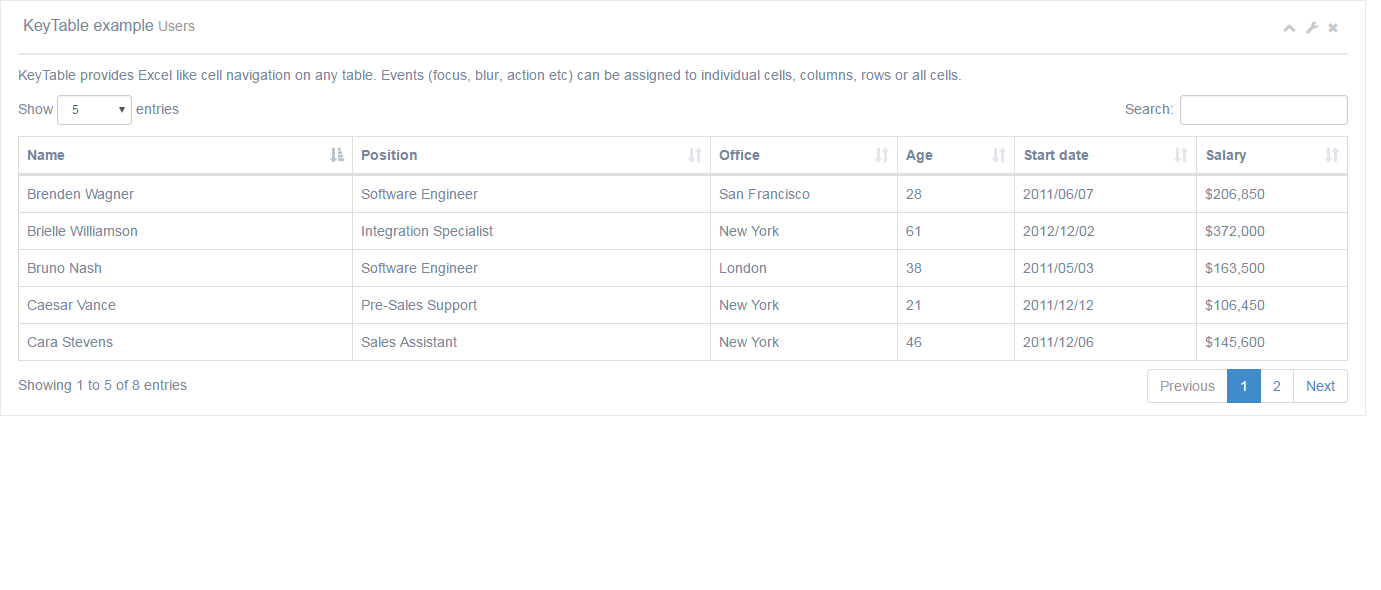 KeyTable example Users
KeyTable provides Excel like cell navigation on any table. Events (focus, blur, action etc) can be assigned to individual cells, columns, rows or all cells.
Show 5 entries Search:
Name Position Office Age Start date Salary
Brenden Wagner Software Engineer San Francisco 28 2011/06/07 $206,850
Brielle Williamson Integration Specialist New York 61 2012/12/02 $372,000
Bruno Nash Software Engineer London 38 2011/05/03 $163,500
Caesar Vance Pre-Sales Support New York 21 2011/12/12 $106,450
Cara Stevens Sales Assistant New York 46 2011/12/06 $145,600
Showing 1 to 5 of 8 entries Previous 1 2 Next